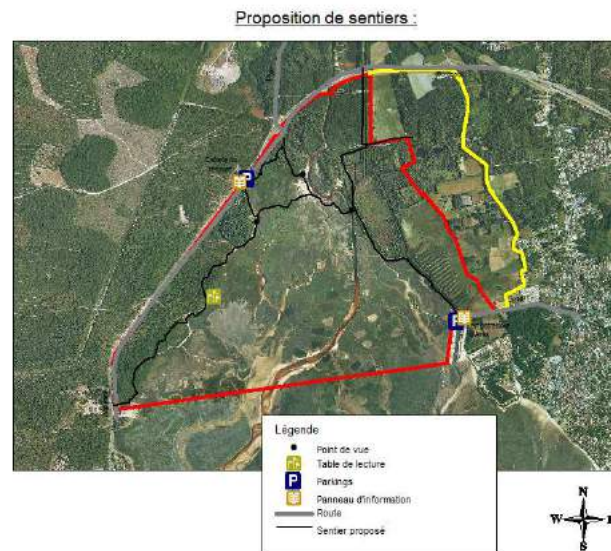 Proposition de sentiers :
P
P
Légende
Point de vue
Table de lecture
P Parkings
Panneau d'information
Route
Sentier proposé
N
W E
S